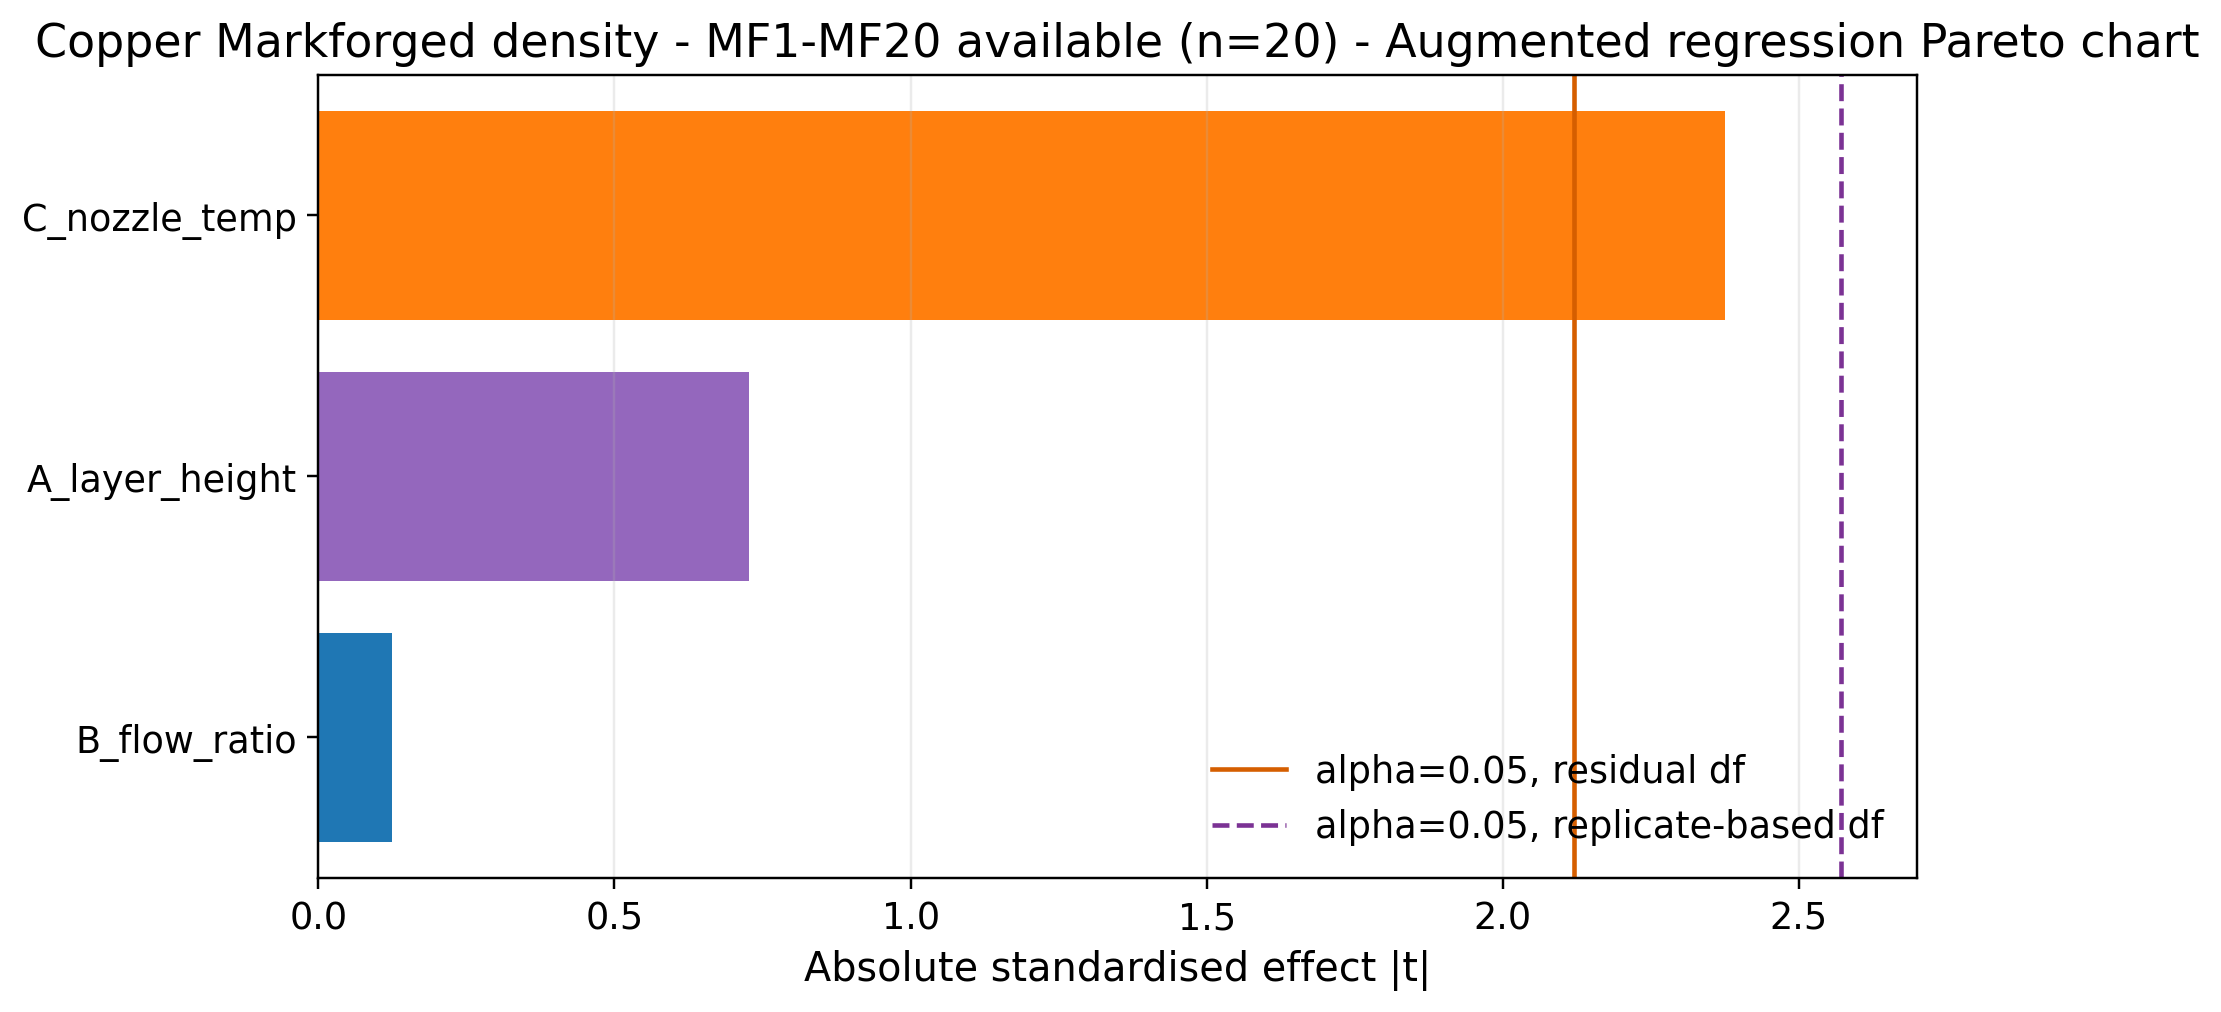 Copper Markforged density - MF1-MF20 available (n=20) - Augmented regression Pareto chart
C_nozzle_temp
A_layer_height
B_flow_ratio
alpha=0.05, residual df
alpha=0.05, replicate-based df
0.0 0.5 1.0 1.5 2.0 2.5
Absolute standardised effect |t|